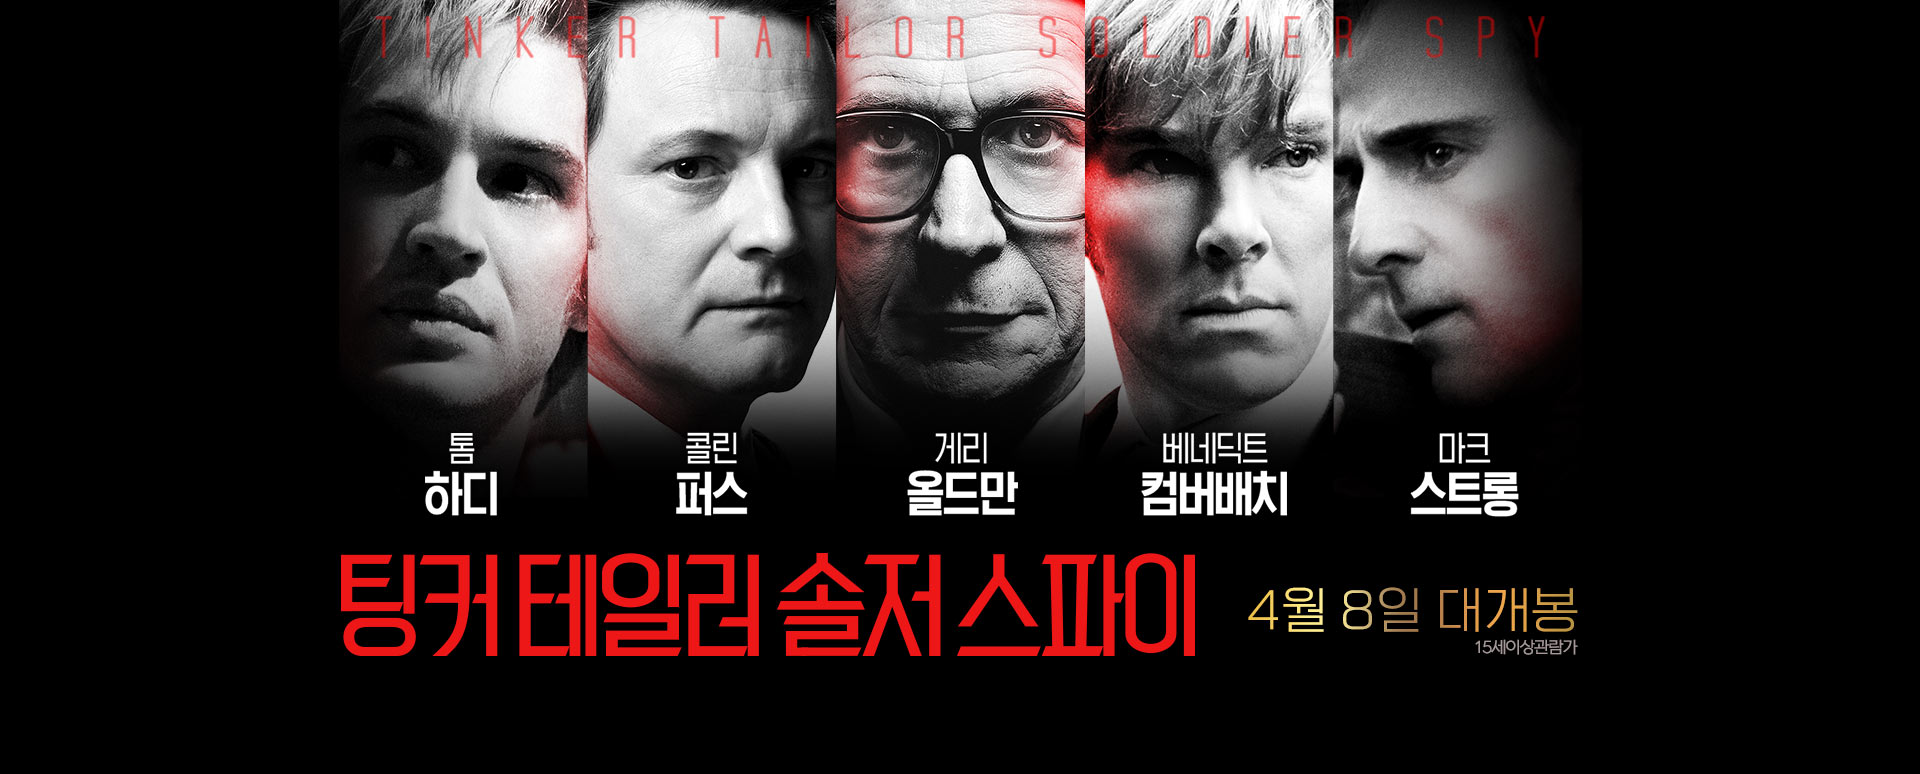 TINKER TAILOR SOLDIER SPY
톰
하디
콜린
퍼스
게리
올드만
베네딕트
컴버배치
마크
스트롱
팅커 테일러 솔저 스파이
4월 8일 대개봉
15세이상관람가